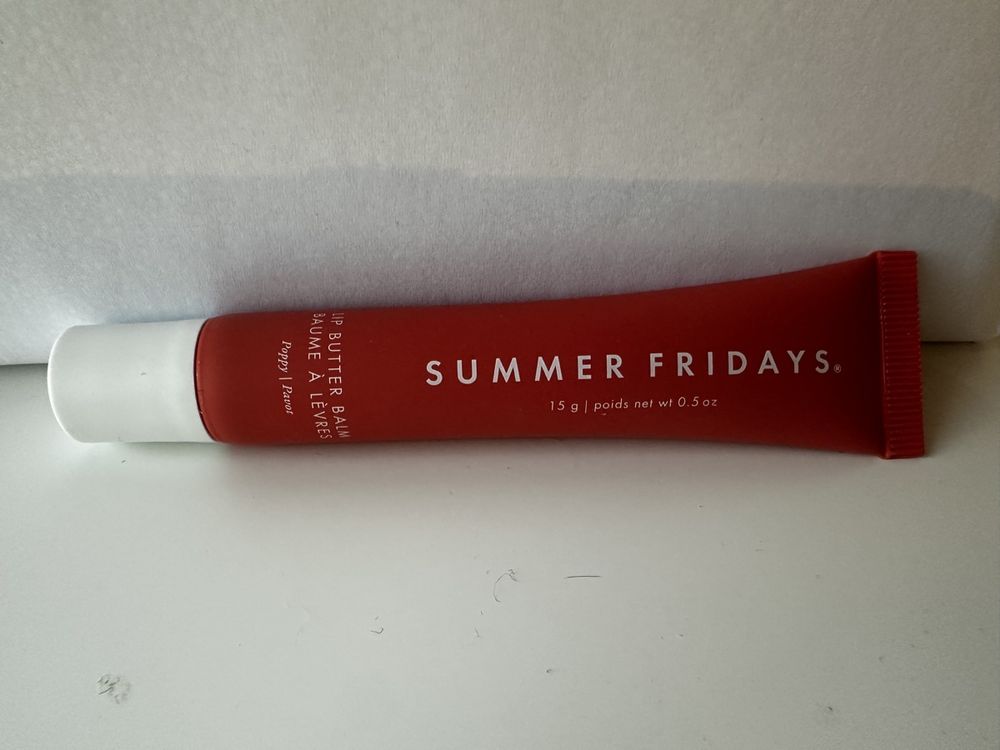 SUMMER FRIDAYS®
15 g | poids net wt 0.5 oz
LIP BUTTER BALM
BAUME À LÈVRES
Poppy | Pavot